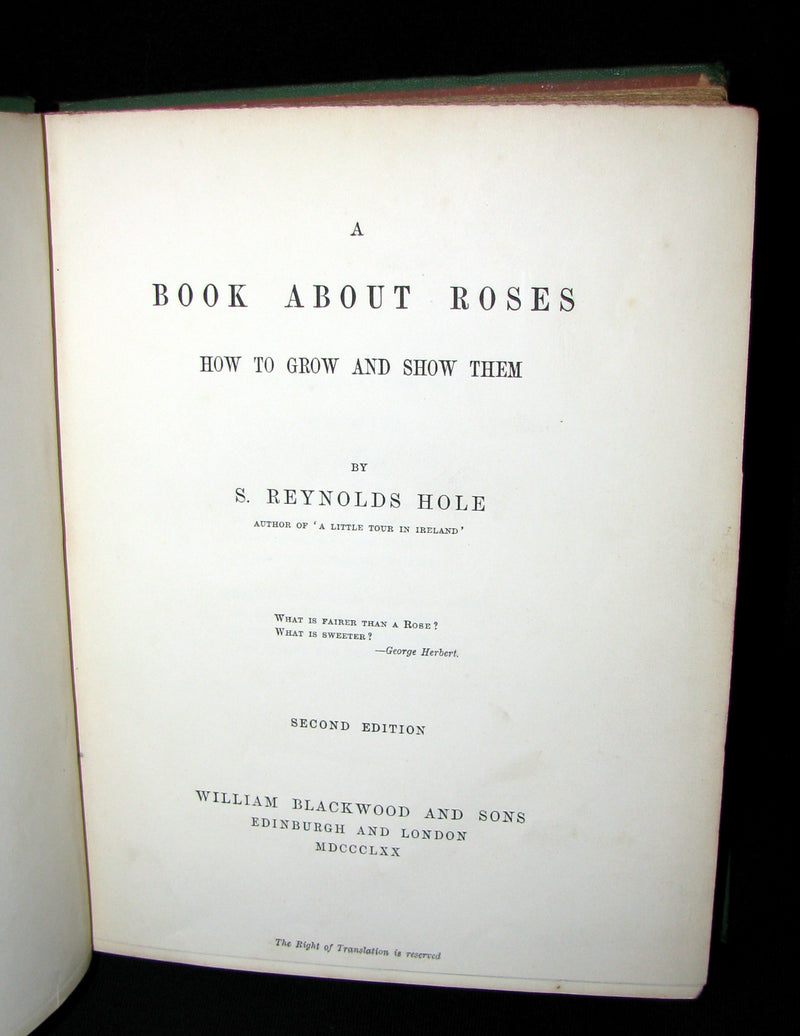 A
BOOK ABOUT ROSES
HOW TO GROW AND SHOW THEM
BY
S. REYNOLDS HOLE
AUTHOR OF 'A LITTLE TOUR IN IRELAND'
WHAT IS FAIRER THAN A ROSE?
WHAT IS SWEETER?
—George Herbert.
SECOND EDITION
WILLIAM BLACKWOOD AND SONS
EDINBURGH AND LONDON
MDCCCLXX
The Right of Translation is reserved